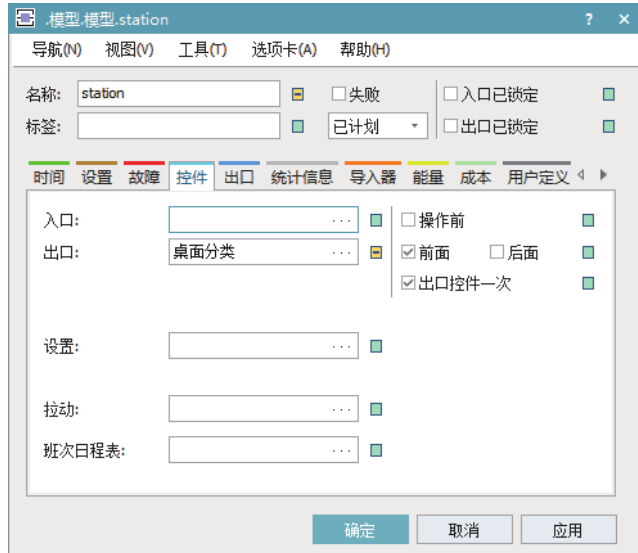 .模型.模型.station ? ×
导航(N) 视图(V) 工具(T) 选项卡(A) 帮助(H)
名称: station 失败 入口已锁定
标签: 已计划 出口已锁定
时间 设置 故障 控件 出口 统计信息 导入器 能量 成本 用户定义
入口: ... 操作前
出口: 桌面分类 ... 前面 后面
出口控件一次
设置: ...
拉动: ...
班次日程表: ...
确定 取消 应用